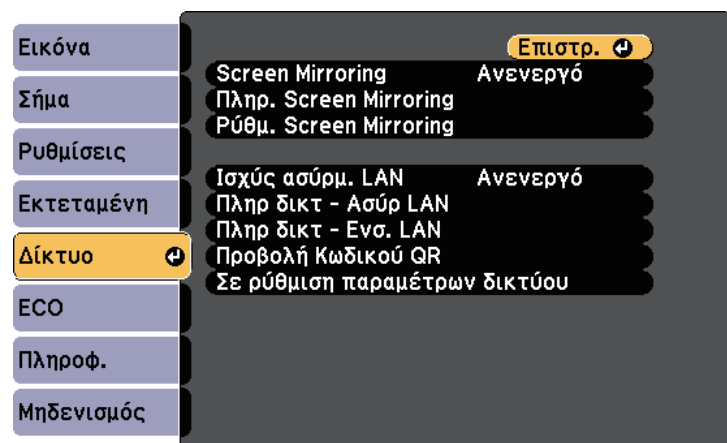 Εικόνα
Σήμα
Ρυθμίσεις
Εκτεταμένη
Δίκτυο
ECO
Πληροφ.
Μηδενισμός
Επιστρ.
Screen Mirroring Ανενεργό
Πληρ. Screen Mirroring
Ρύθμ. Screen Mirroring
Ισχύς ασύρμ. LAN Ανενεργό
Πληρ δικτ - Ασύρ LAN
Πληρ δικτ - Ενσ. LAN
Προβολή Κωδικού QR
Σε ρύθμιση παραμέτρων δικτύου